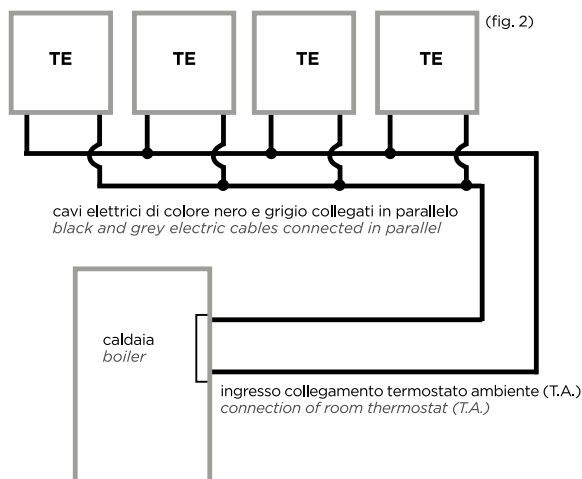 (fig. 2)
TE TE TE TE
cavi elettrici di colore nero e grigio collegati in parallelo
black and grey electric cables connected in parallel
caldaia
boiler
ingresso collegamento termostato ambiente (T.A.)
connection of room thermostat (T.A.)